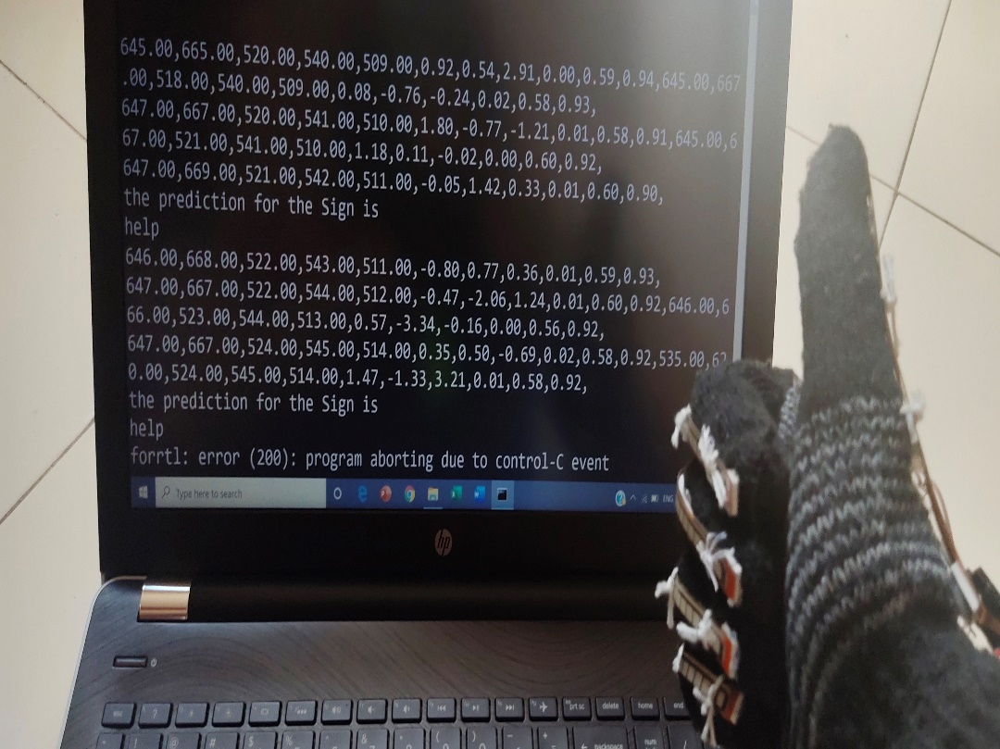 645.00,665.00,520.00,540.00,509.00,0.92,0.54,2.91,0.00,0.59,0.94,645.00,667
.00,518.00,540.00,509.00,0.08,-0.76,-0.24,0.02,0.58,0.93,
647.00,667.00,520.00,541.00,510.00,1.80,-0.77,-1.21,0.01,0.58,0.91,645.00,6
67.00,521.00,541.00,510.00,1.18,0.11,-0.02,0.00,0.60,0.92,
647.00,669.00,521.00,542.00,511.00,-0.05,1.42,0.33,0.01,0.60,0.90,
the prediction for the Sign is
help
646.00,668.00,522.00,543.00,511.00,-0.80,0.77,0.36,0.01,0.59,0.93,
647.00,667.00,522.00,544.00,512.00,-0.47,-2.06,1.24,0.01,0.60,0.92,646.00,6
66.00,523.00,544.00,513.00,0.57,-3.34,-0.16,0.00,0.56,0.92,
647.00,667.00,524.00,545.00,514.00,0.35,0.50,-0.69,0.02,0.58,0.92,535.00,62
0.00,524.00,545.00,514.00,1.47,-1.33,3.21,0.01,0.58,0.92,
the prediction for the Sign is
help
forrtl: error (200): program aborting due to control-C event
Type here to search
ENG
hp
esc prt sc delete home end
backspace num